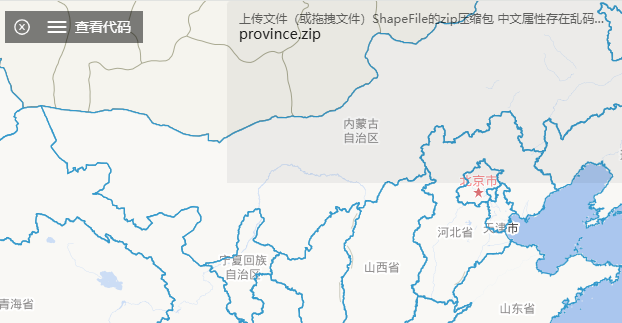 查看代码
上传文件（或拖拽文件）ShapeFile的zip压缩包 中文属性存在乱码...
province.zip
内蒙古
自治区
北京市
河北省
天津市
宁夏回族
自治区
山西省
青海省
山东省